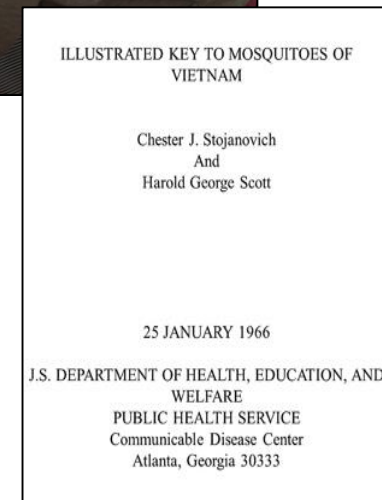 ILLUSTRATED KEY TO MOSQUITOES OF
VIETNAM
Chester J. Stojanovich
And
Harold George Scott
25 JANUARY 1966
J.S. DEPARTMENT OF HEALTH, EDUCATION, AND
WELFARE
PUBLIC HEALTH SERVICE
Communicable Disease Center
Atlanta, Georgia 30333